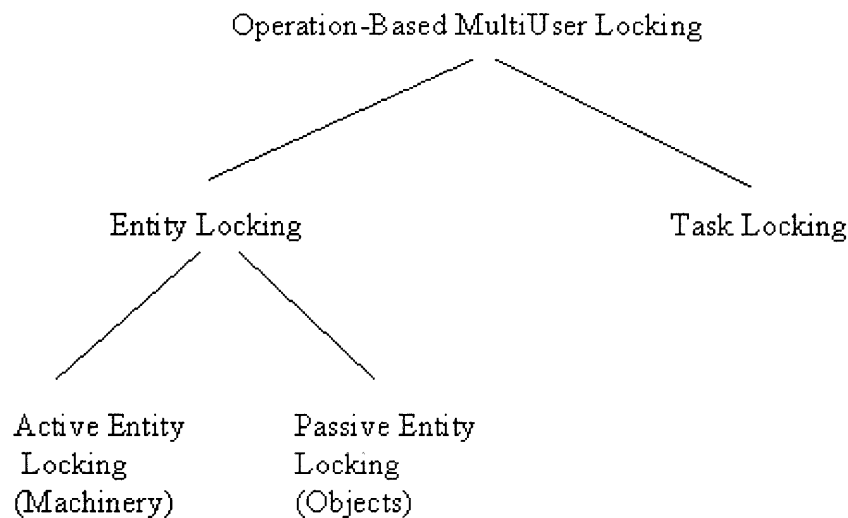 Operation-Based MultiUser Locking
Entity Locking
Task Locking
Active Entity
Locking
(Machinery)
Passive Entity
Locking
(Objects)